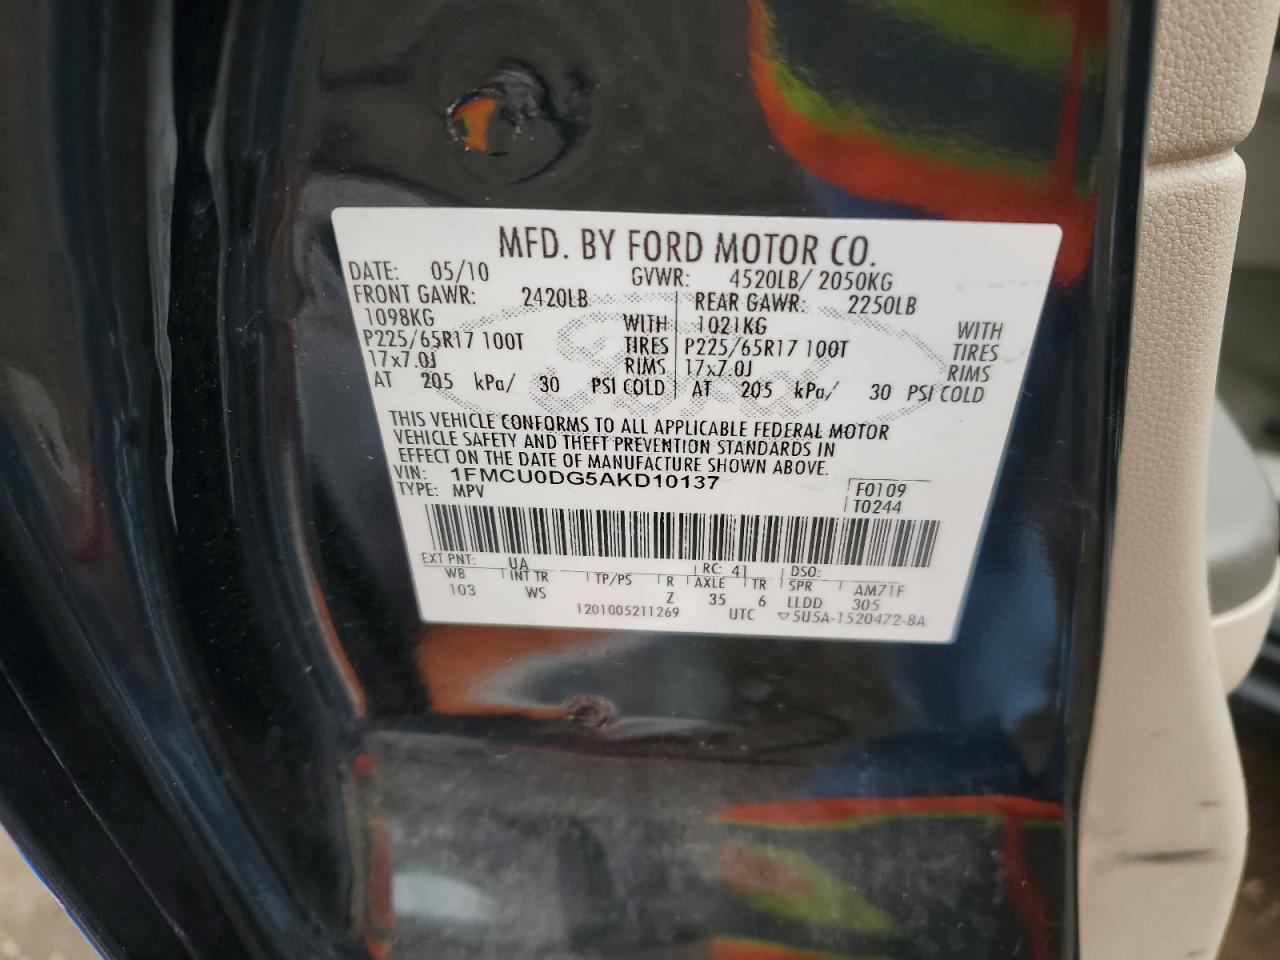 MFD. BY FORD MOTOR CO.
DATE: 05/10 GVWR: 4520LB/ 2050KG
FRONT GAWR: 2420LB REAR GAWR: 2250LB
1098KG WITH 1021KG WITH
P225/65R17 100T TIRES P225/65R17 100T TIRES
17x7.0J RIMS 17x7.0J RIMS
AT 205 kPa/ 30 PSI COLD AT 205 kPa/ 30 PSI COLD
THIS VEHICLE CONFORMS TO ALL APPLICABLE FEDERAL MOTOR
VEHICLE SAFETY AND THEFT PREVENTION STANDARDS IN
EFFECT ON THE DATE OF MANUFACTURE SHOWN ABOVE.
VIN: 1FMCU0DG5AKD10137 F0109
TYPE: MPV T0244
EXT PNT: UA RC: 41 DSO:
WB INT TR TP/PS R AXLE TR SPR AM71F
103 WS Z 35 6 LLDD 305
1201005211269 UTC ▽5U5A-1520472-BA
Ford